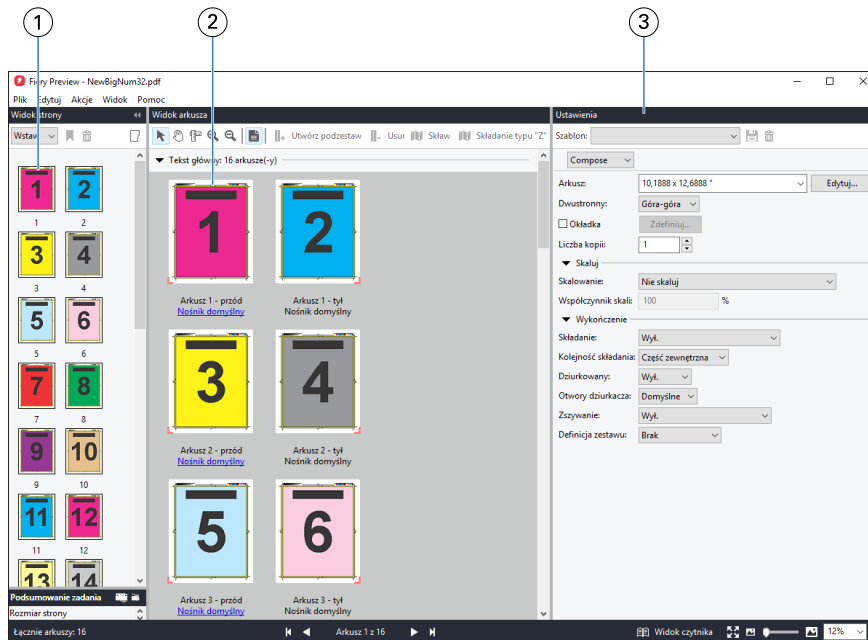 1 2 3
Fiery Preview - NewBigNum32.pdf
Plik Edytuj Akcje Widok Pomoc
Widok strony
Widok arkusza
Ustawienia
Wstaw
Utwórz podzestaw Usur Skław Składanie typu "Z"
Szablon:
Tekst główny: 16 arkusze(-y)
1 2
1 2
3 4
3 4
5 6
5 6
7 8
7 8
9 10
9 10
11 12
11 12
13 14
Podsumowanie zadania
Rozmiar strony
1 2
Arkusz 1 - przód Arkusz 1 - tył
Nośnik domyślny Nośnik domyślny
3 4
Arkusz 2 - przód Arkusz 2 - tył
Nośnik domyślny Nośnik domyślny
5 6
Arkusz 3 - przód Arkusz 3 - tył
Nośnik domyślny Nośnik domyślny
Compose
Arkusz: 10,1888 x 12,6888 " Edytuj...
Dwustronny: Góra-góra
Okładka Zdefiniuj...
Liczba kopii: 1
Skaluj
Skalowanie: Nie skaluj
Współczynnik skali: 100 %
Wykończenie
Składanie: Wył.
Kolejność składania: Część zewnętrzna
Dziurkowany: Wył.
Otwory dziurkacza: Domyślne
Zszywanie: Wył.
Definicja zestawu: Brak
Łącznie arkuszy: 16 Arkusz 1 z 16 Widok czytnika 12%